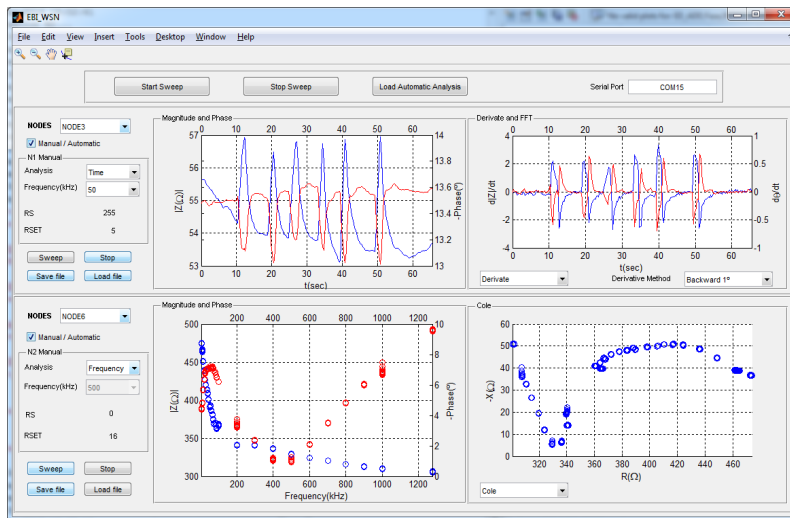 EBI_WSN
File Edit View Insert Tools Desktop Window Help
Start Sweep Stop Sweep Load Automatic Analysis Serial Port COM15
NODES NODE3
Manual / Automatic
N1 Manual
Analysis Time
Frequency(kHz) 50
RS 255
RSET 5
Sweep Stop
Save file Load file
Magnitude and Phase
0 10 20 30 40 50 60
57 56 55 54 53
|Z|(Ω)|
14 13.8 13.6 13.4 13.2 13
-Phase(º)
0 10 20 30 40 50 60
t(sec)
Derivate and FFT
0 10 20 30 40 50 60
4 2 0 -2 -4
d|Z|/dt
1 0.5 0 -0.5 -1
0 10 20 30 40 50 60
t(sec)
Derivate Derivative Method Backward 1º
NODES NODE6
Manual / Automatic
N2 Manual
Analysis Frequency
Frequency(kHz) 500
RS 0
RSET 16
Sweep Stop
Save file Load file
Magnitude and Phase
200 400 600 800 1000 1200
500 450 400 350 300
|Z|(Ω)
10 8 6 4 2 0
-Phase(º)
0 200 400 600 800 1000 1200
Frequency(kHz)
Cole
60 50 40 30 20 10 0
-X(Ω)
320 340 360 380 400 420 440 460
R(Ω)
Cole